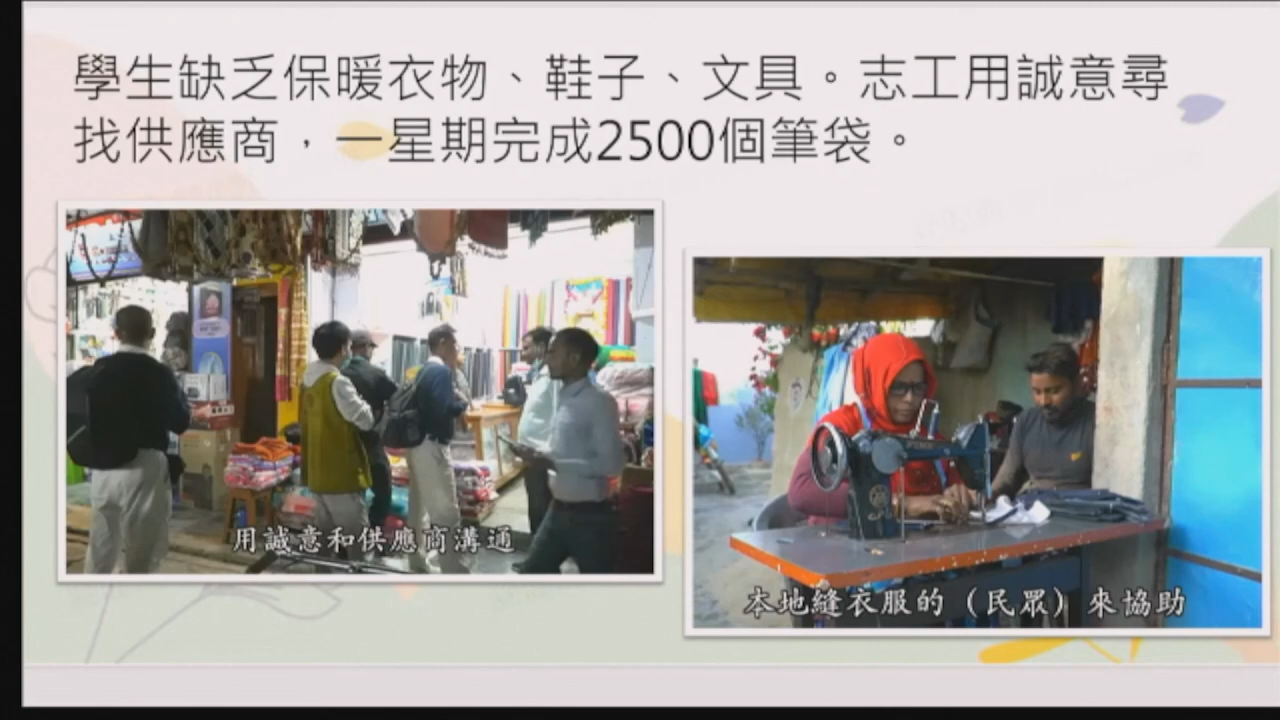 學生缺乏保暖衣物、鞋子、文具。志工用誠意尋
找供應商，一星期完成2500個筆袋。
用誠意和供應商溝通
本地縫衣服的（民眾）來協助